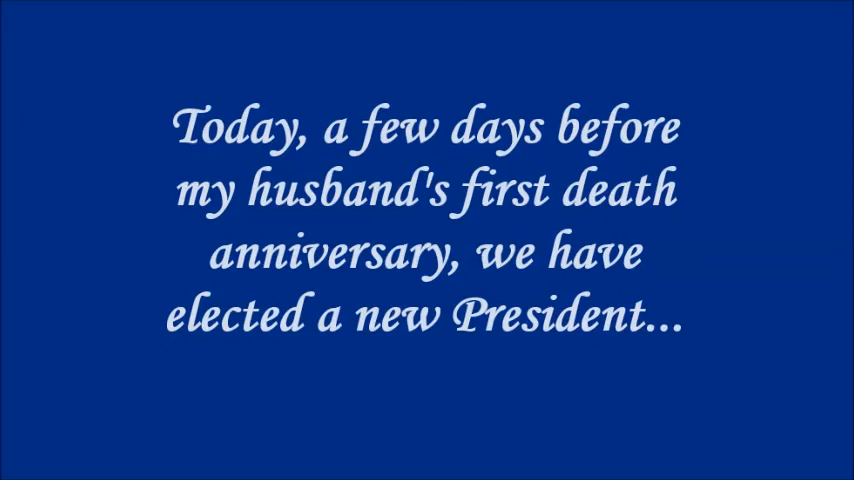 Today, a few days before
my husband's first death
anniversary, we have
elected a new President...